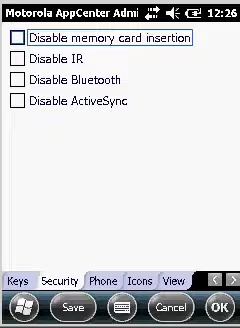 Motorola AppCenter Admi 12:26
Disable memory card insertion
Disable IR
Disable Bluetooth
Disable ActiveSync
Keys Security Phone Icons View
Save Cancel OK